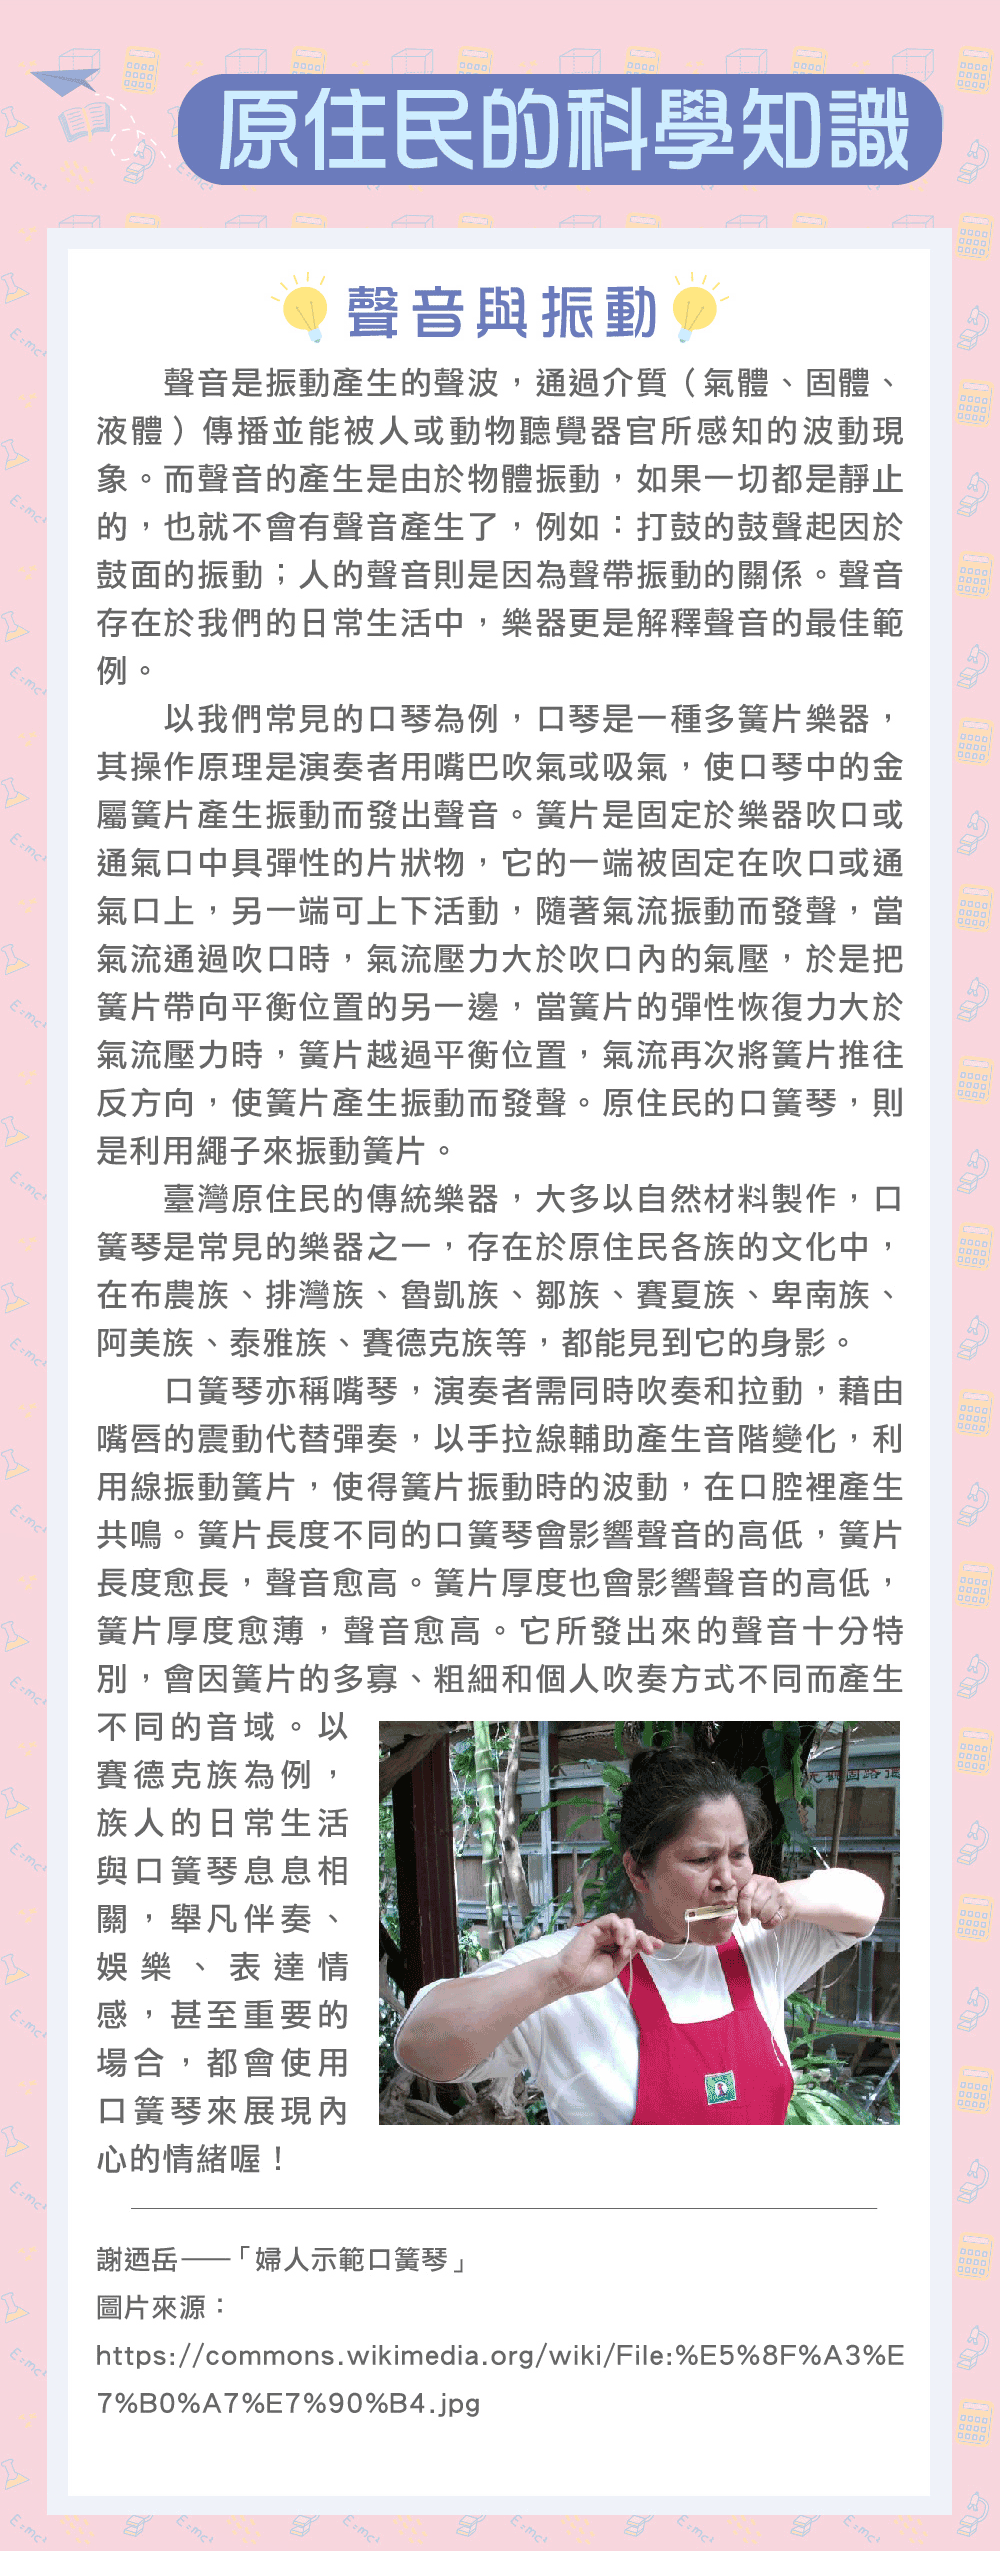 原住民的科學知識
聲音與振動
聲音是振動產生的聲波，通過介質（氣體、固體、
液體）傳播並能被人或動物聽覺器官所感知的波動現
象。而聲音的產生是由於物體振動，如果一切都是靜止
的，也就不會有聲音產生了，例如：打鼓的鼓聲起因於
鼓面的振動；人的聲音則是因為聲帶振動的關係。聲音
存在於我們的日常生活中，樂器更是解釋聲音的最佳範
例。
以我們常見的口琴為例，口琴是一種多簧片樂器，
其操作原理是演奏者用嘴巴吹氣或吸氣，使口琴中的金
屬簧片產生振動而發出聲音。簧片是固定於樂器吹口或
通氣口中具彈性的片狀物，它的一端被固定在吹口或通
氣口上，另一端可上下活動，隨著氣流振動而發聲，當
氣流通過吹口時，氣流壓力大於吹口內的氣壓，於是把
簧片帶向平衡位置的另一邊，當簧片的彈性恢復力大於
氣流壓力時，簧片越過平衡位置，氣流再次將簧片推往
反方向，使簧片產生振動而發聲。原住民的口簧琴，則
是利用繩子來振動簧片。
臺灣原住民的傳統樂器，大多以自然材料製作，口
簧琴是常見的樂器之一，存在於原住民各族的文化中，
在布農族、排灣族、魯凱族、鄒族、賽夏族、卑南族、
阿美族、泰雅族、賽德克族等，都能見到它的身影。
口簧琴亦稱嘴琴，演奏者需同時吹奏和拉動，藉由
嘴唇的震動代替彈奏，以手拉線輔助產生音階變化，利
用線振動簧片，使得簧片振動時的波動，在口腔裡產生
共鳴。簧片長度不同的口簧琴會影響聲音的高低，簧片
長度愈長，聲音愈高。簧片厚度也會影響聲音的高低，
簧片厚度愈薄，聲音愈高。它所發出來的聲音十分特
別，會因簧片的多寡、粗細和個人吹奏方式不同而產生
不同的音域。以
賽德克族為例，
族人的日常生活
與口簧琴息息相
關，舉凡伴奏、
娛樂、表達情
感，甚至重要的
場合，都會使用
口簧琴來展現內
心的情緒喔！
謝迺岳——「婦人示範口簧琴」
圖片來源：
https://commons.wikimedia.org/wiki/File:%E5%8F%A3%E
7%B0%A7%E7%90%B4.jpg